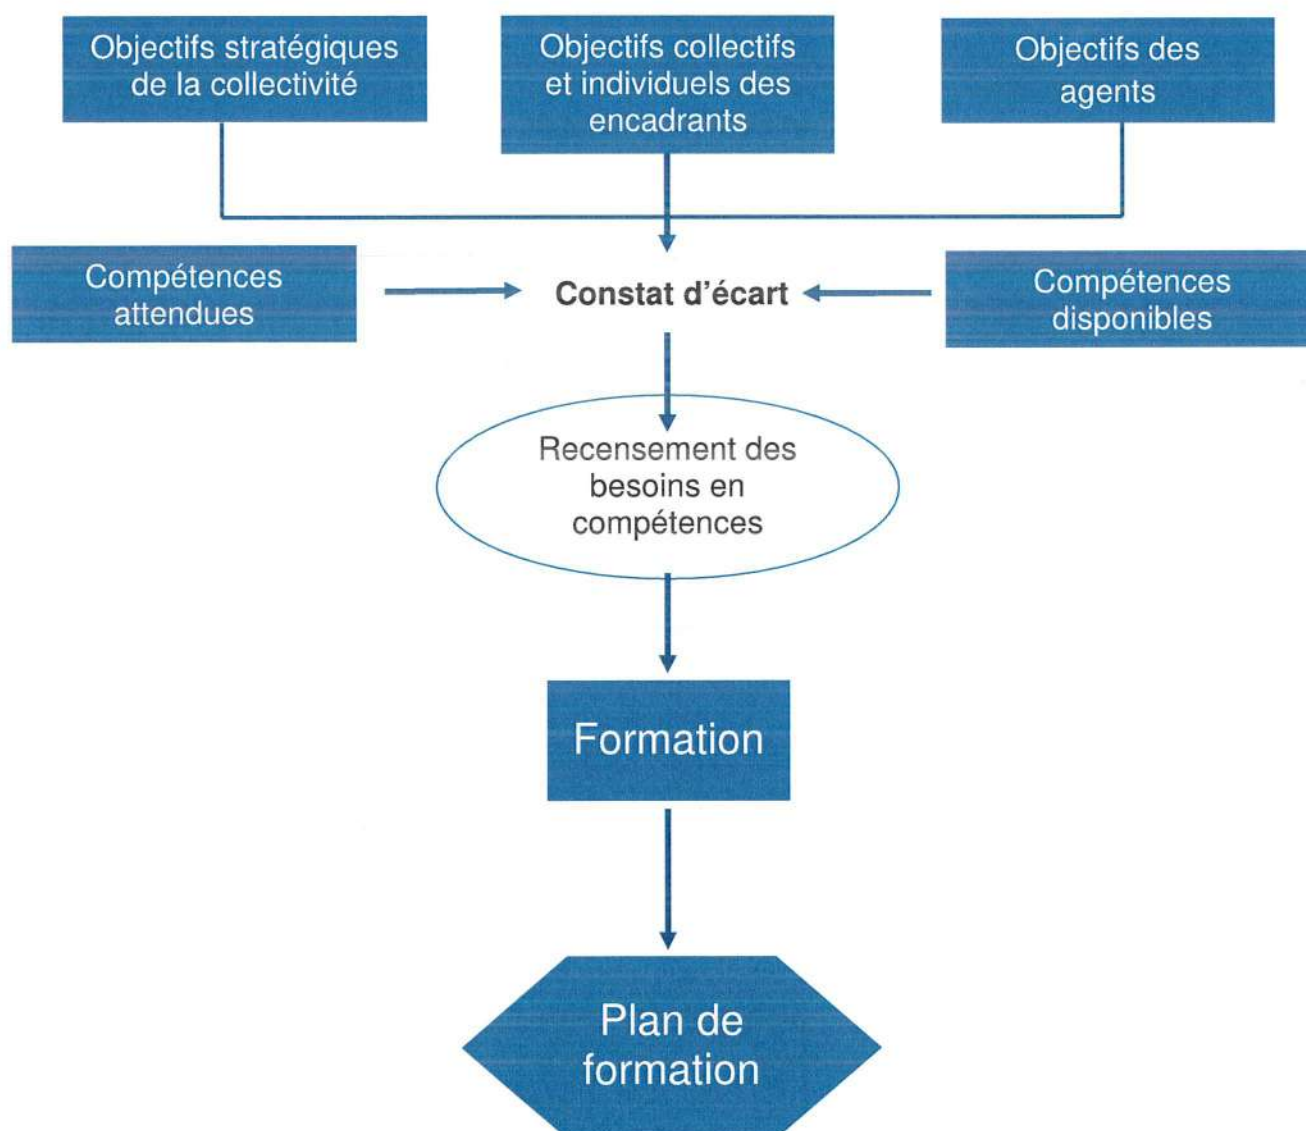 Objectifs stratégiques
de la collectivité
Objectifs collectifs
et individuels des
encadrants
Objectifs des
agents
Compétences
attendues
Constat d'écart
Compétences
disponibles
Recensement des
besoins en
compétences
Formation
Plan de
formation